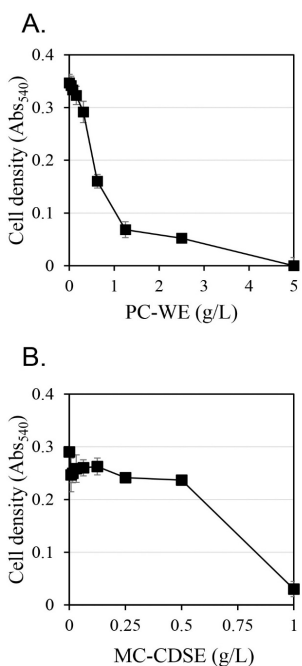 A.
0.4
0.3
0.2
0.1
0
0 1 2 3 4 5
Cell density (Abs540)
PC-WE (g/L)
B.
0.4
0.3
0.2
0.1
0
0 0.25 0.5 0.75 1
Cell density (Abs540)
MC-CDSE (g/L)